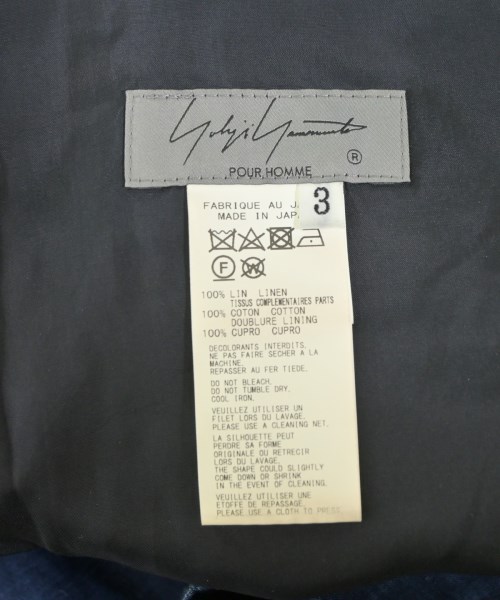 Yohji Yamamoto
®
POUR HOMME
3
FABRIQUE AU
MADE IN JAP
F W
100% LIN LINEN
TISSUS COMPLEMENTAIRES PARTS
100% COTON COTTON
DOUBLURE LINING
100% CUPRO CUPRO
DECOLORANTS INTERDITS.
NE PAS FAIRE SECHER A LA
MACHINE.
REPASSER AU FER TIEDE.
DO NOT BLEACH.
DO NOT TUMBLE DRY.
COOL IRON.
VEUILLEZ UTILISER UN
FILET LORS DU LAVAGE.
PLEASE USE A CLEANING NET.
LA SILHOUETTE PEUT
PERDRE SA FORME
ORIGINALE OU RETRECIR
LORS DU LAVAGE.
THE SHAPE COULD SLIGHTLY
COME DOWN OR SHRINK
IN THE EVENT OF CLEANING.
VEUILLEZ UTILISER UNE
ETOFFE DE REPASSAGE.
PLEASE USE A CLOTH TO PRESS.